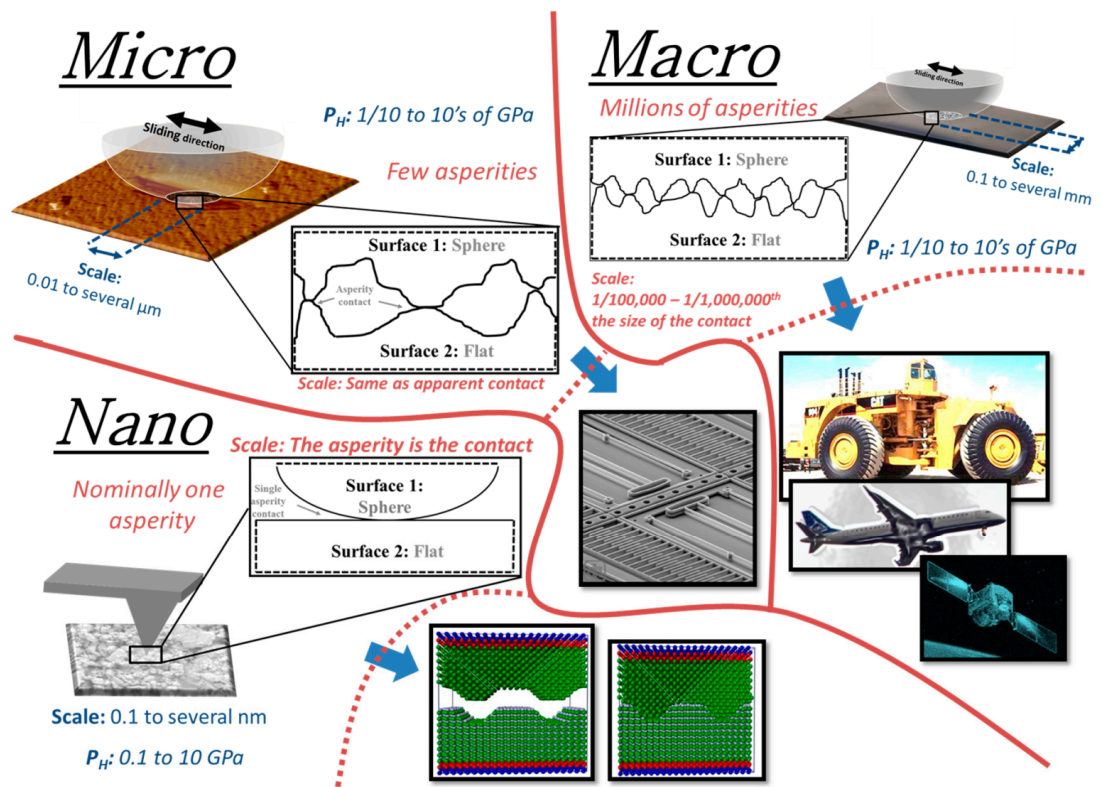 Micro
Sliding direction
P_H: 1/10 to 10's of GPa
Few asperities
Scale:
0.01 to several µm
Surface 1: Sphere
Asperity
contact
Surface 2: Flat
Scale: Same as apparent contact
Macro
Sliding
direction
Millions of asperities
Surface 1: Sphere
Surface 2: Flat
Scale:
0.1 to several mm
P_H: 1/10 to 10's of GPa
Scale:
1/100,000 – 1/1,000,000th
the size of the contact
Nano
Scale: The asperity is the contact
Nominally one
asperity
Single
asperity
contact
Surface 1:
Sphere
Surface 2: Flat
Scale: 0.1 to several nm
P_H: 0.1 to 10 GPa
CAT